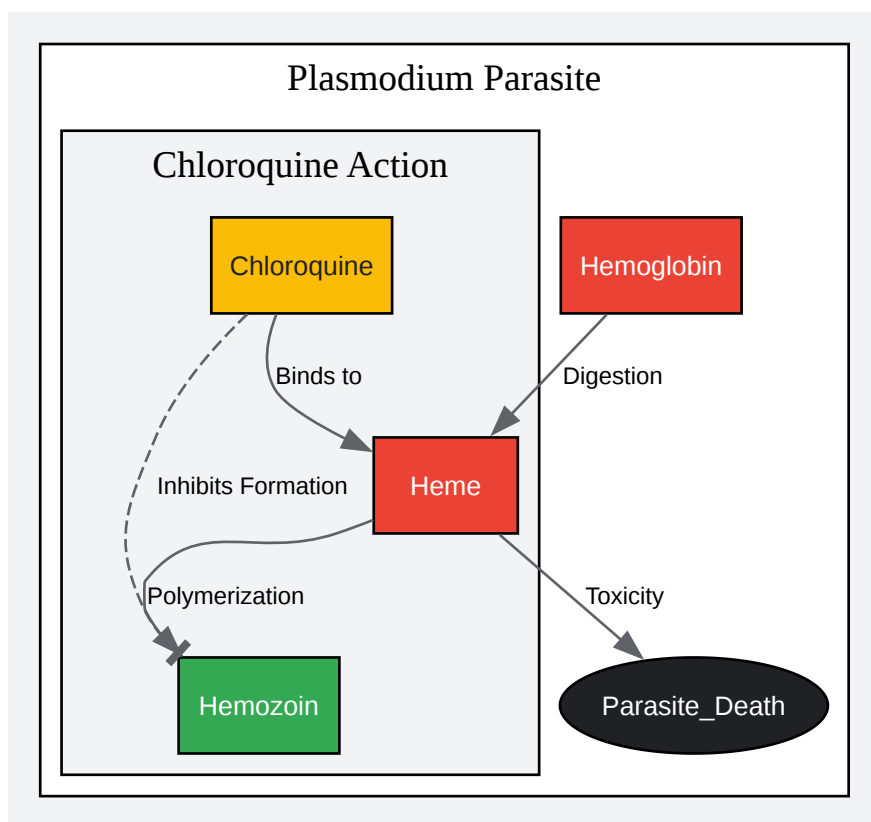 Plasmodium Parasite
Chloroquine Action
Chloroquine
Hemoglobin
Binds to
Digestion
Inhibits Formation
Heme
Polymerization
Toxicity
Hemozoin
Parasite_Death